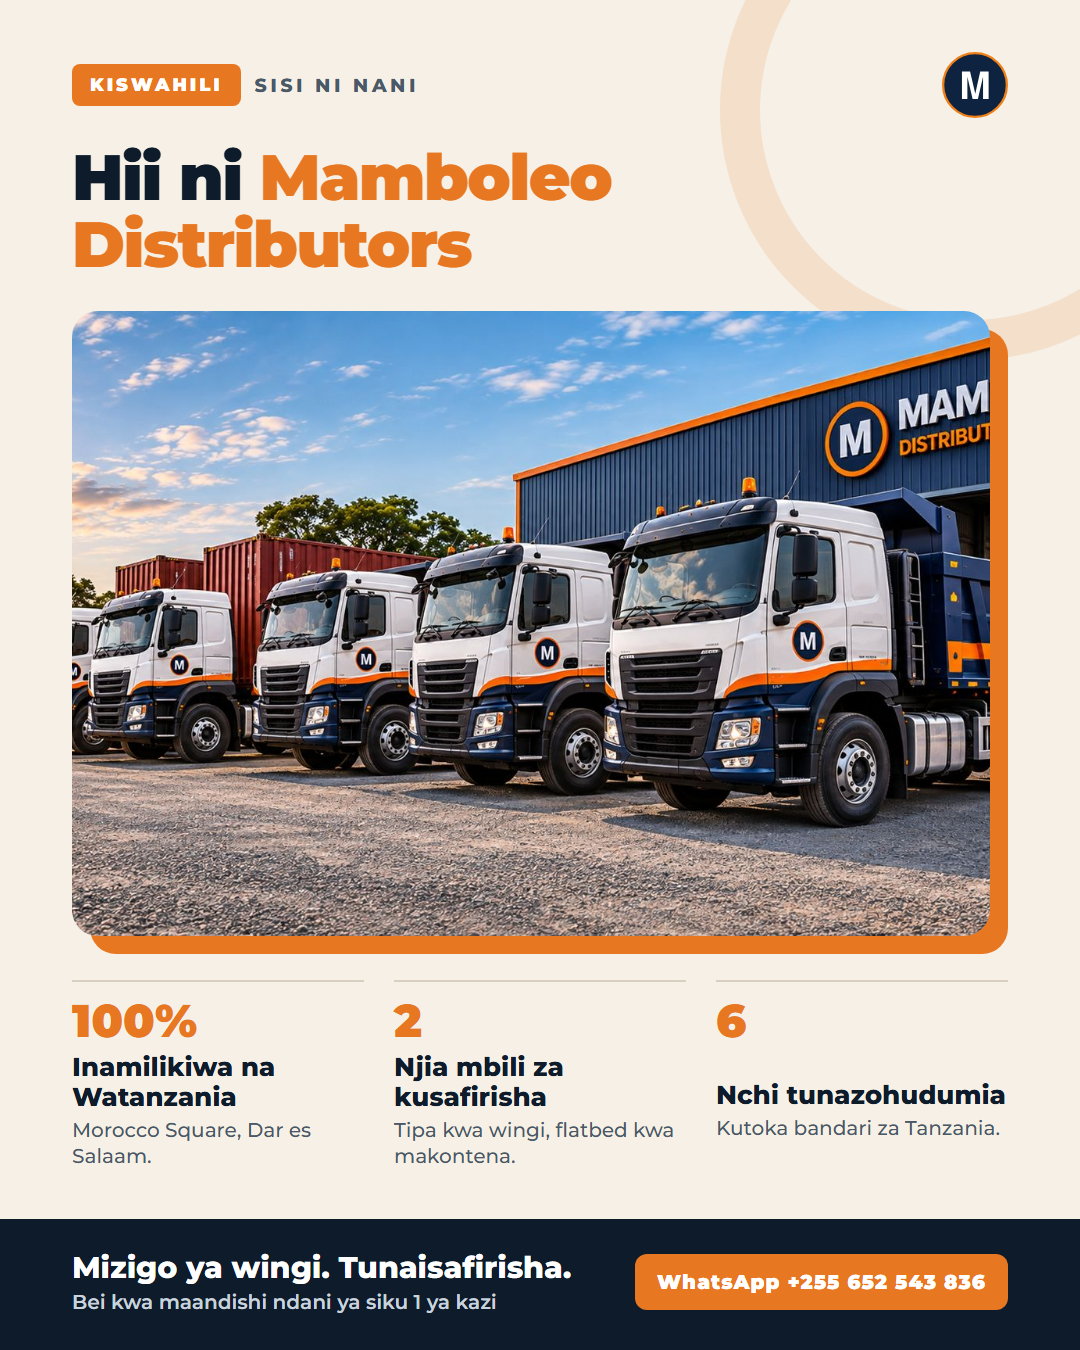 KISWAHILI SISI NI NANI
M
Hii ni Mamboleo
Distributors
M MAM
DISTRIBUT
M
M
M
M
M
100%
Inamilikiwa na
Watanzania
Morocco Square, Dar es
Salaam.
2
Njia mbili za
kusafirisha
Tipa kwa wingi, flatbed kwa
makontena.
6
Nchi tunazohudumia
Kutoka bandari za Tanzania.
Mizigo ya wingi. Tunaisafirisha.
Bei kwa maandishi ndani ya siku 1 ya kazi
WhatsApp +255 652 543 836